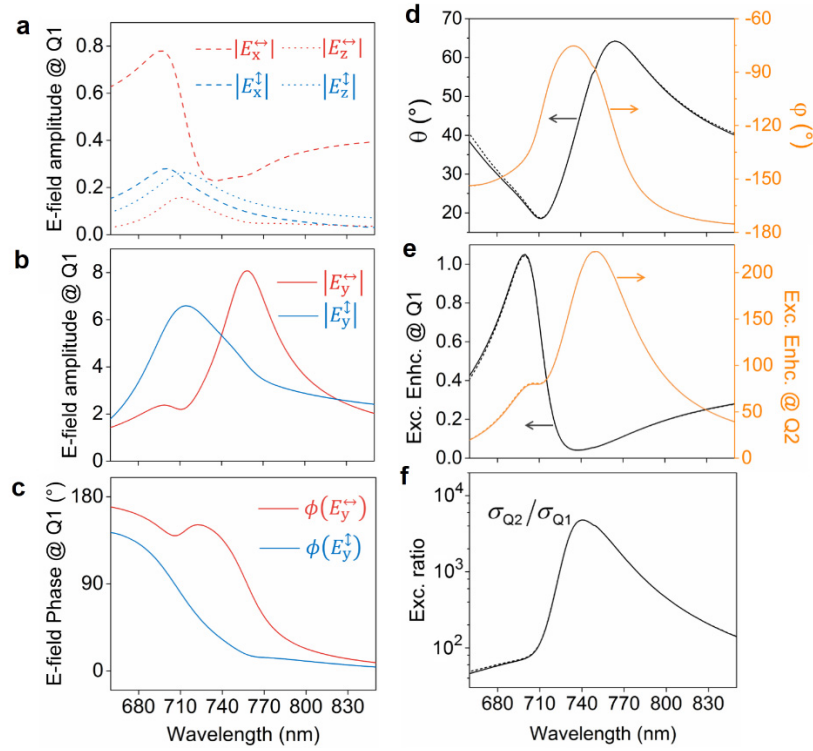 a
E-field amplitude @ Q1
0.8
0.6
0.4
0.2
0.0
|E_x^↔| |E_z^↔|
|E_x^↕| |E_z^↕|
b
E-field amplitude @ Q1
8
6
4
2
0
|E_y^↔|
|E_y^↕|
c
E-field Phase @ Q1 (°)
180
90
0
ϕ(E_y^↔)
ϕ(E_y^↕)
680 710 740 770 800 830
Wavelength (nm)
d
θ (°)
70
60
50
40
30
20
-60
-90
-120
-150
-180
φ (°)
e
Exc. Enhc. @ Q1
1.0
0.8
0.6
0.4
0.2
0.0
200
150
100
50
0
Exc. Enhc. @ Q2
f
Exc. ratio
10^4
10^3
10^2
σ_Q2/σ_Q1
680 710 740 770 800 830
Wavelength (nm)